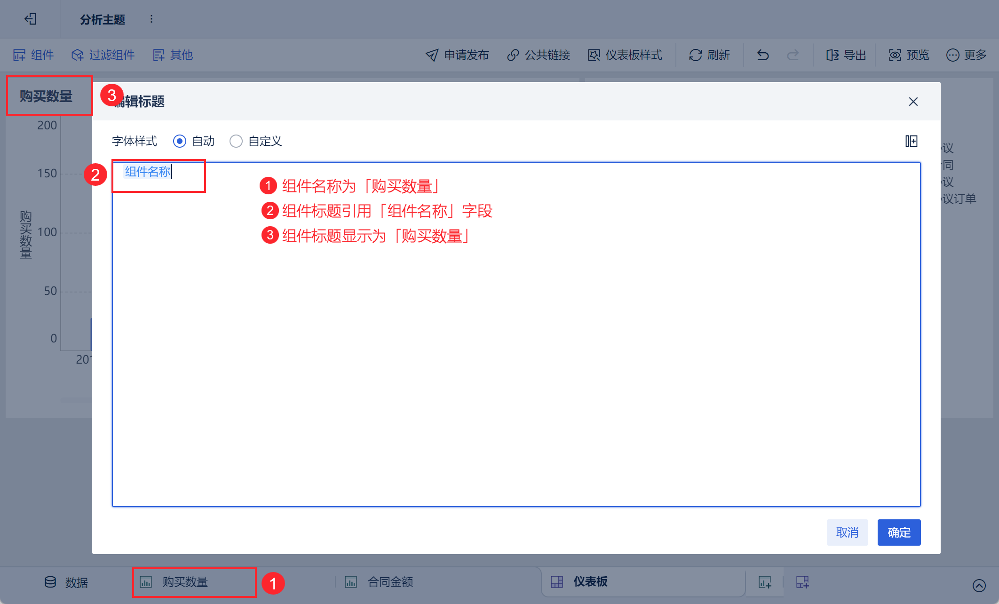 分析主题
组件
过滤组件
其他
申请发布
公共链接
仪表板样式
刷新
导出
预览
更多
购买数量
3
编辑标题
字体样式
自动
自定义
200
150
100
50
0
购买数量
201
2
组件名称
1 组件名称为「购买数量」
2 组件标题引用「组件名称」字段
3 组件标题显示为「购买数量」
议
同
议
议订单
取消
确定
数据
购买数量
1
合同金额
仪表板